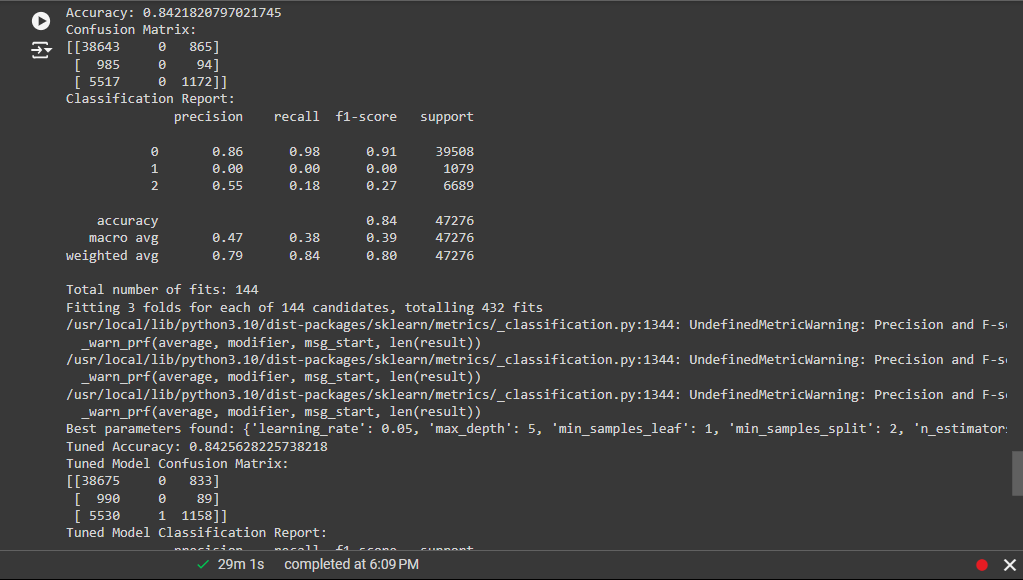 Accuracy: 0.8421820797021745
Confusion Matrix:
[[38643     0   865]
 [  985     0    94]
 [ 5517     0  1172]]
Classification Report:
              precision    recall  f1-score   support

           0       0.86      0.98      0.91     39508
           1       0.00      0.00      0.00      1079
           2       0.55      0.18      0.27      6689

    accuracy                           0.84     47276
   macro avg       0.47      0.38      0.39     47276
weighted avg       0.79      0.84      0.80     47276

Total number of fits: 144
Fitting 3 folds for each of 144 candidates, totalling 432 fits
/usr/local/lib/python3.10/dist-packages/sklearn/metrics/_classification.py:1344: UndefinedMetricWarning: Precision and F-s
  _warn_prf(average, modifier, msg_start, len(result))
/usr/local/lib/python3.10/dist-packages/sklearn/metrics/_classification.py:1344: UndefinedMetricWarning: Precision and F-s
  _warn_prf(average, modifier, msg_start, len(result))
/usr/local/lib/python3.10/dist-packages/sklearn/metrics/_classification.py:1344: UndefinedMetricWarning: Precision and F-s
  _warn_prf(average, modifier, msg_start, len(result))
Best parameters found: {'learning_rate': 0.05, 'max_depth': 5, 'min_samples_leaf': 1, 'min_samples_split': 2, 'n_estimators
Tuned Accuracy: 0.8425628225738218
Tuned Model Confusion Matrix:
[[38675     0   833]
 [  990     0    89]
 [ 5530     1  1158]]
Tuned Model Classification Report:
              precision    recall  f1-score   support
29m 1s completed at 6:09 PM